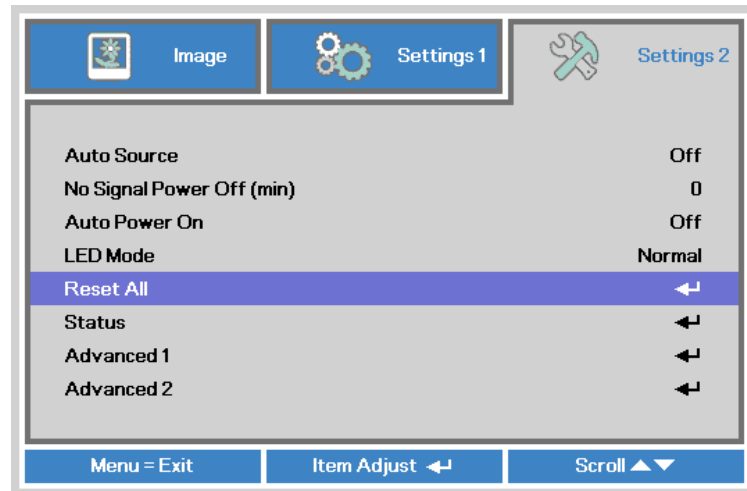 Image Settings 1 Settings 2
Auto Source Off
No Signal Power Off (min) 0
Auto Power On Off
LED Mode Normal
Reset All
Status
Advanced 1
Advanced 2
Menu = Exit Item Adjust Scroll